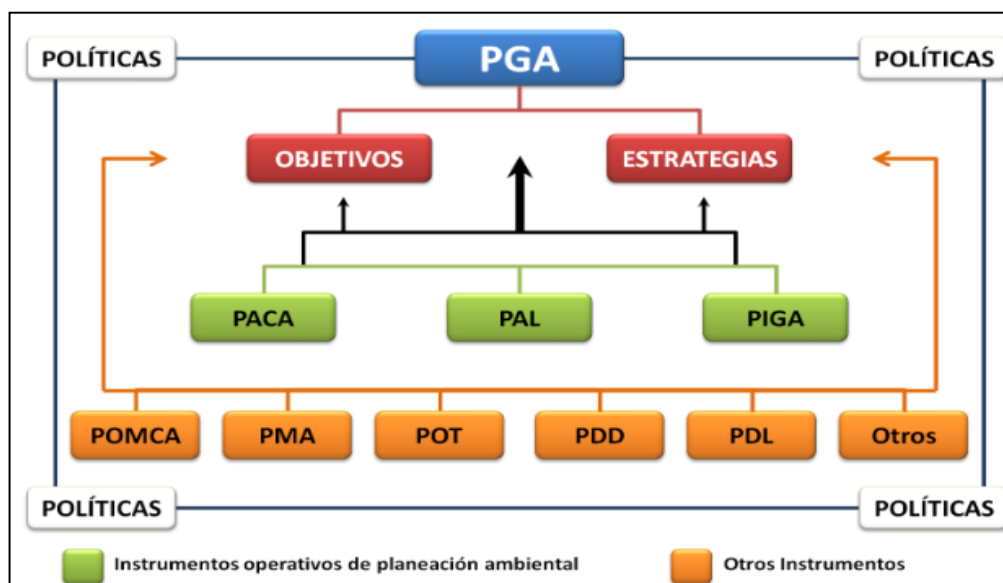 POLÍTICAS
PGA
POLÍTICAS
OBJETIVOS
ESTRATEGIAS
PACA
PAL
PIGA
POMCA
PMA
POT
PDD
PDL
Otros
POLÍTICAS
POLÍTICAS
Instrumentos operativos de planeación ambiental
Otros Instrumentos